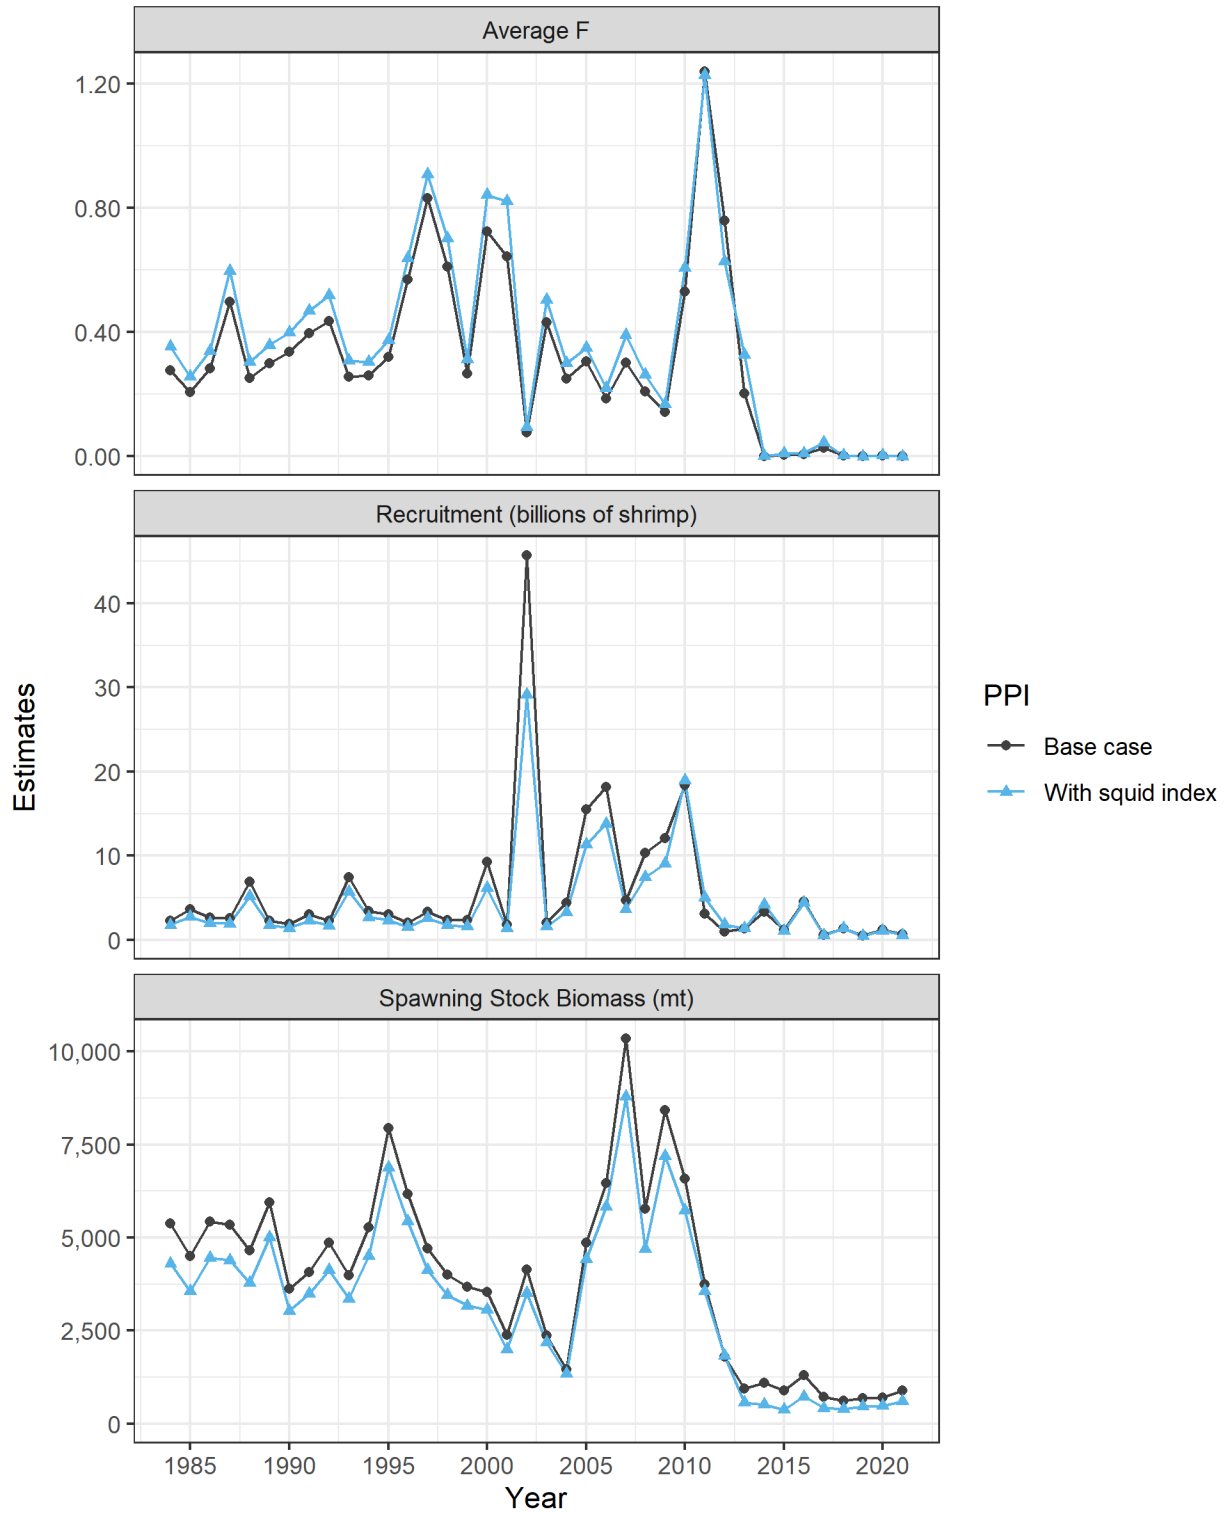 Average F
1.20
0.80
0.40
0.00
Recruitment (billions of shrimp)
40
30
20
10
0
Spawning Stock Biomass (mt)
10,000
7,500
5,000
2,500
0
1985 1990 1995 2000 2005 2010 2015 2020
Year
Estimates
PPI
Base case
With squid index